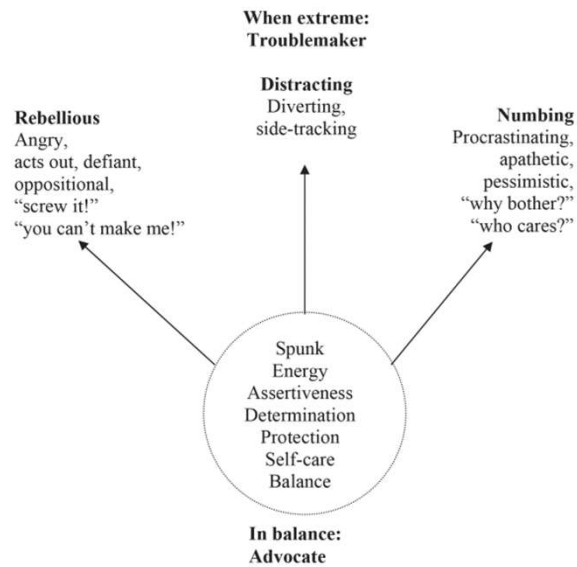 When extreme:
Troublemaker
Distracting
Diverting,
side-tracking
Rebellious
Angry,
acts out, defiant,
oppositional,
“screw it!”
“you can’t make me!”
Numbing
Procrastinating,
apathetic,
pessimistic,
“why bother?”
“who cares?”
Spunk
Energy
Assertiveness
Determination
Protection
Self-care
Balance
In balance:
Advocate